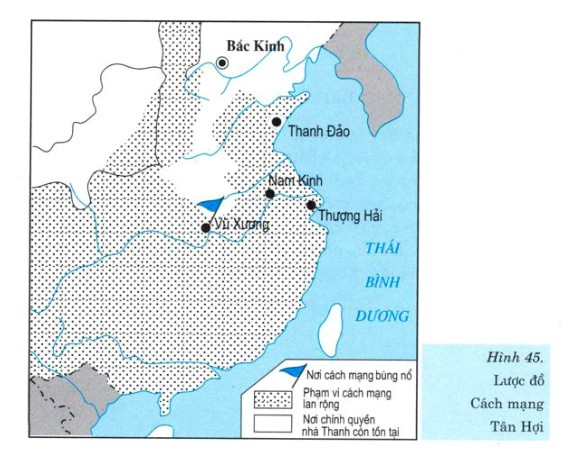 Bắc Kinh
Thanh Đảo
Nam Kinh
Thượng Hải
Vũ Xương
THÁI
BÌNH
DƯƠNG
Nơi cách mạng bùng nổ
Phạm vi cách mạng
lan rộng
Nơi chính quyền
nhà Thanh còn tồn tại
Hình 45.
Lược đồ
Cách mạng
Tân Hợi